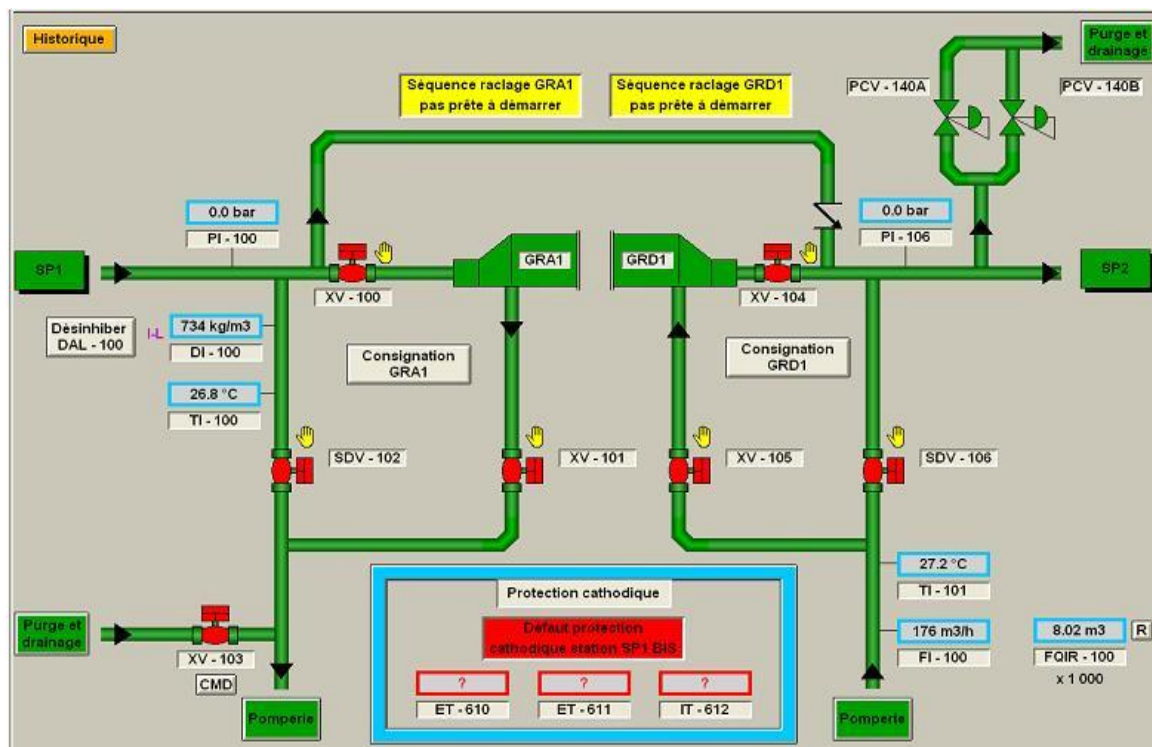 Historique
Purge et
drainage
Séquence raclage GRA1
pas prête à démarrer
Séquence raclage GRD1
pas prête à démarrer
PCV - 140A
PCV - 140B
0.0 bar
PI - 100
0.0 bar
PI - 106
SP1
GRA1
GRD1
SP2
XV - 100
XV - 104
Désinhiber
DAL - 100
I-L
734 kg/m3
DI - 100
Consignation
GRA1
Consignation
GRD1
26.8 °C
TI - 100
SDV - 102
XV - 101
XV - 105
SDV - 106
27.2 °C
TI - 101
Protection cathodique
Défaut protection
cathodique station SP1 BIS
Purge et
drainage
176 m3/h
FI - 100
8.02 m3
R
FQIR - 100
x 1 000
XV - 103
CMD
?
?
?
ET - 610
ET - 611
IT - 612
Pomperie
Pomperie